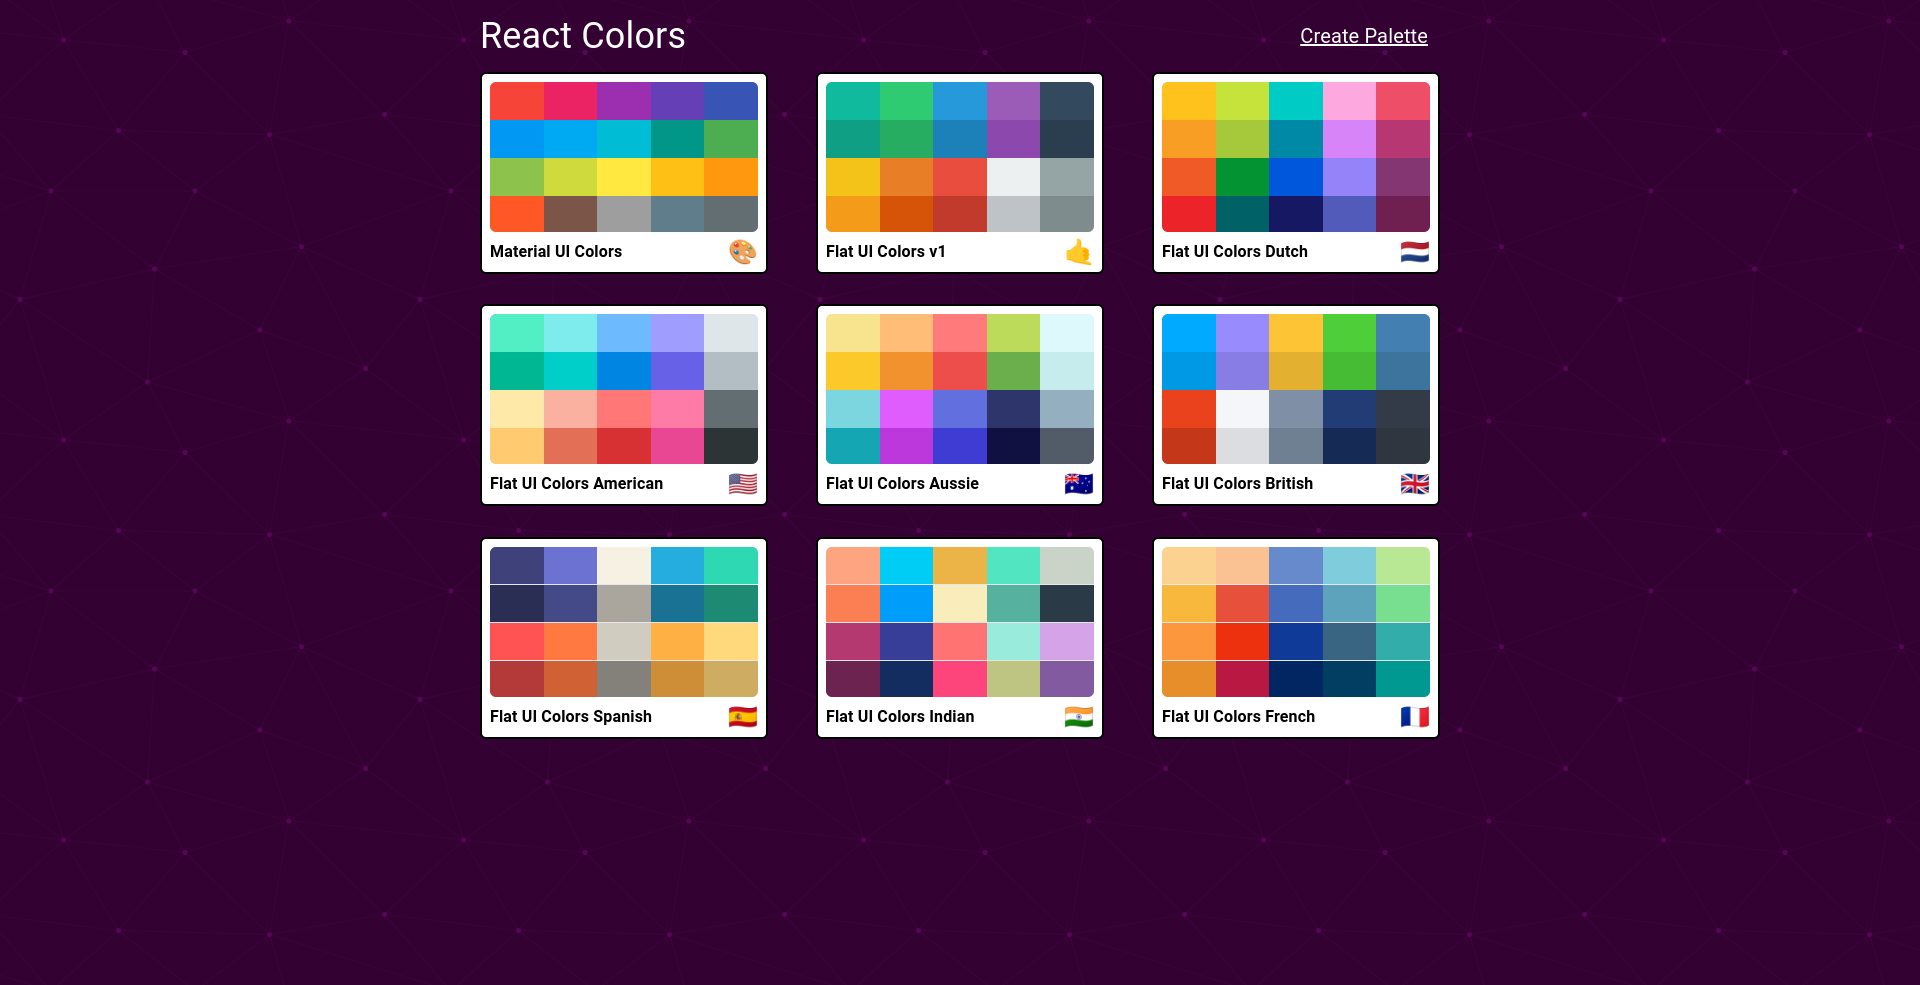 React Colors
Create Palette
Material UI Colors
Flat UI Colors v1
Flat UI Colors Dutch
Flat UI Colors American
Flat UI Colors Aussie
Flat UI Colors British
Flat UI Colors Spanish
Flat UI Colors Indian
Flat UI Colors French